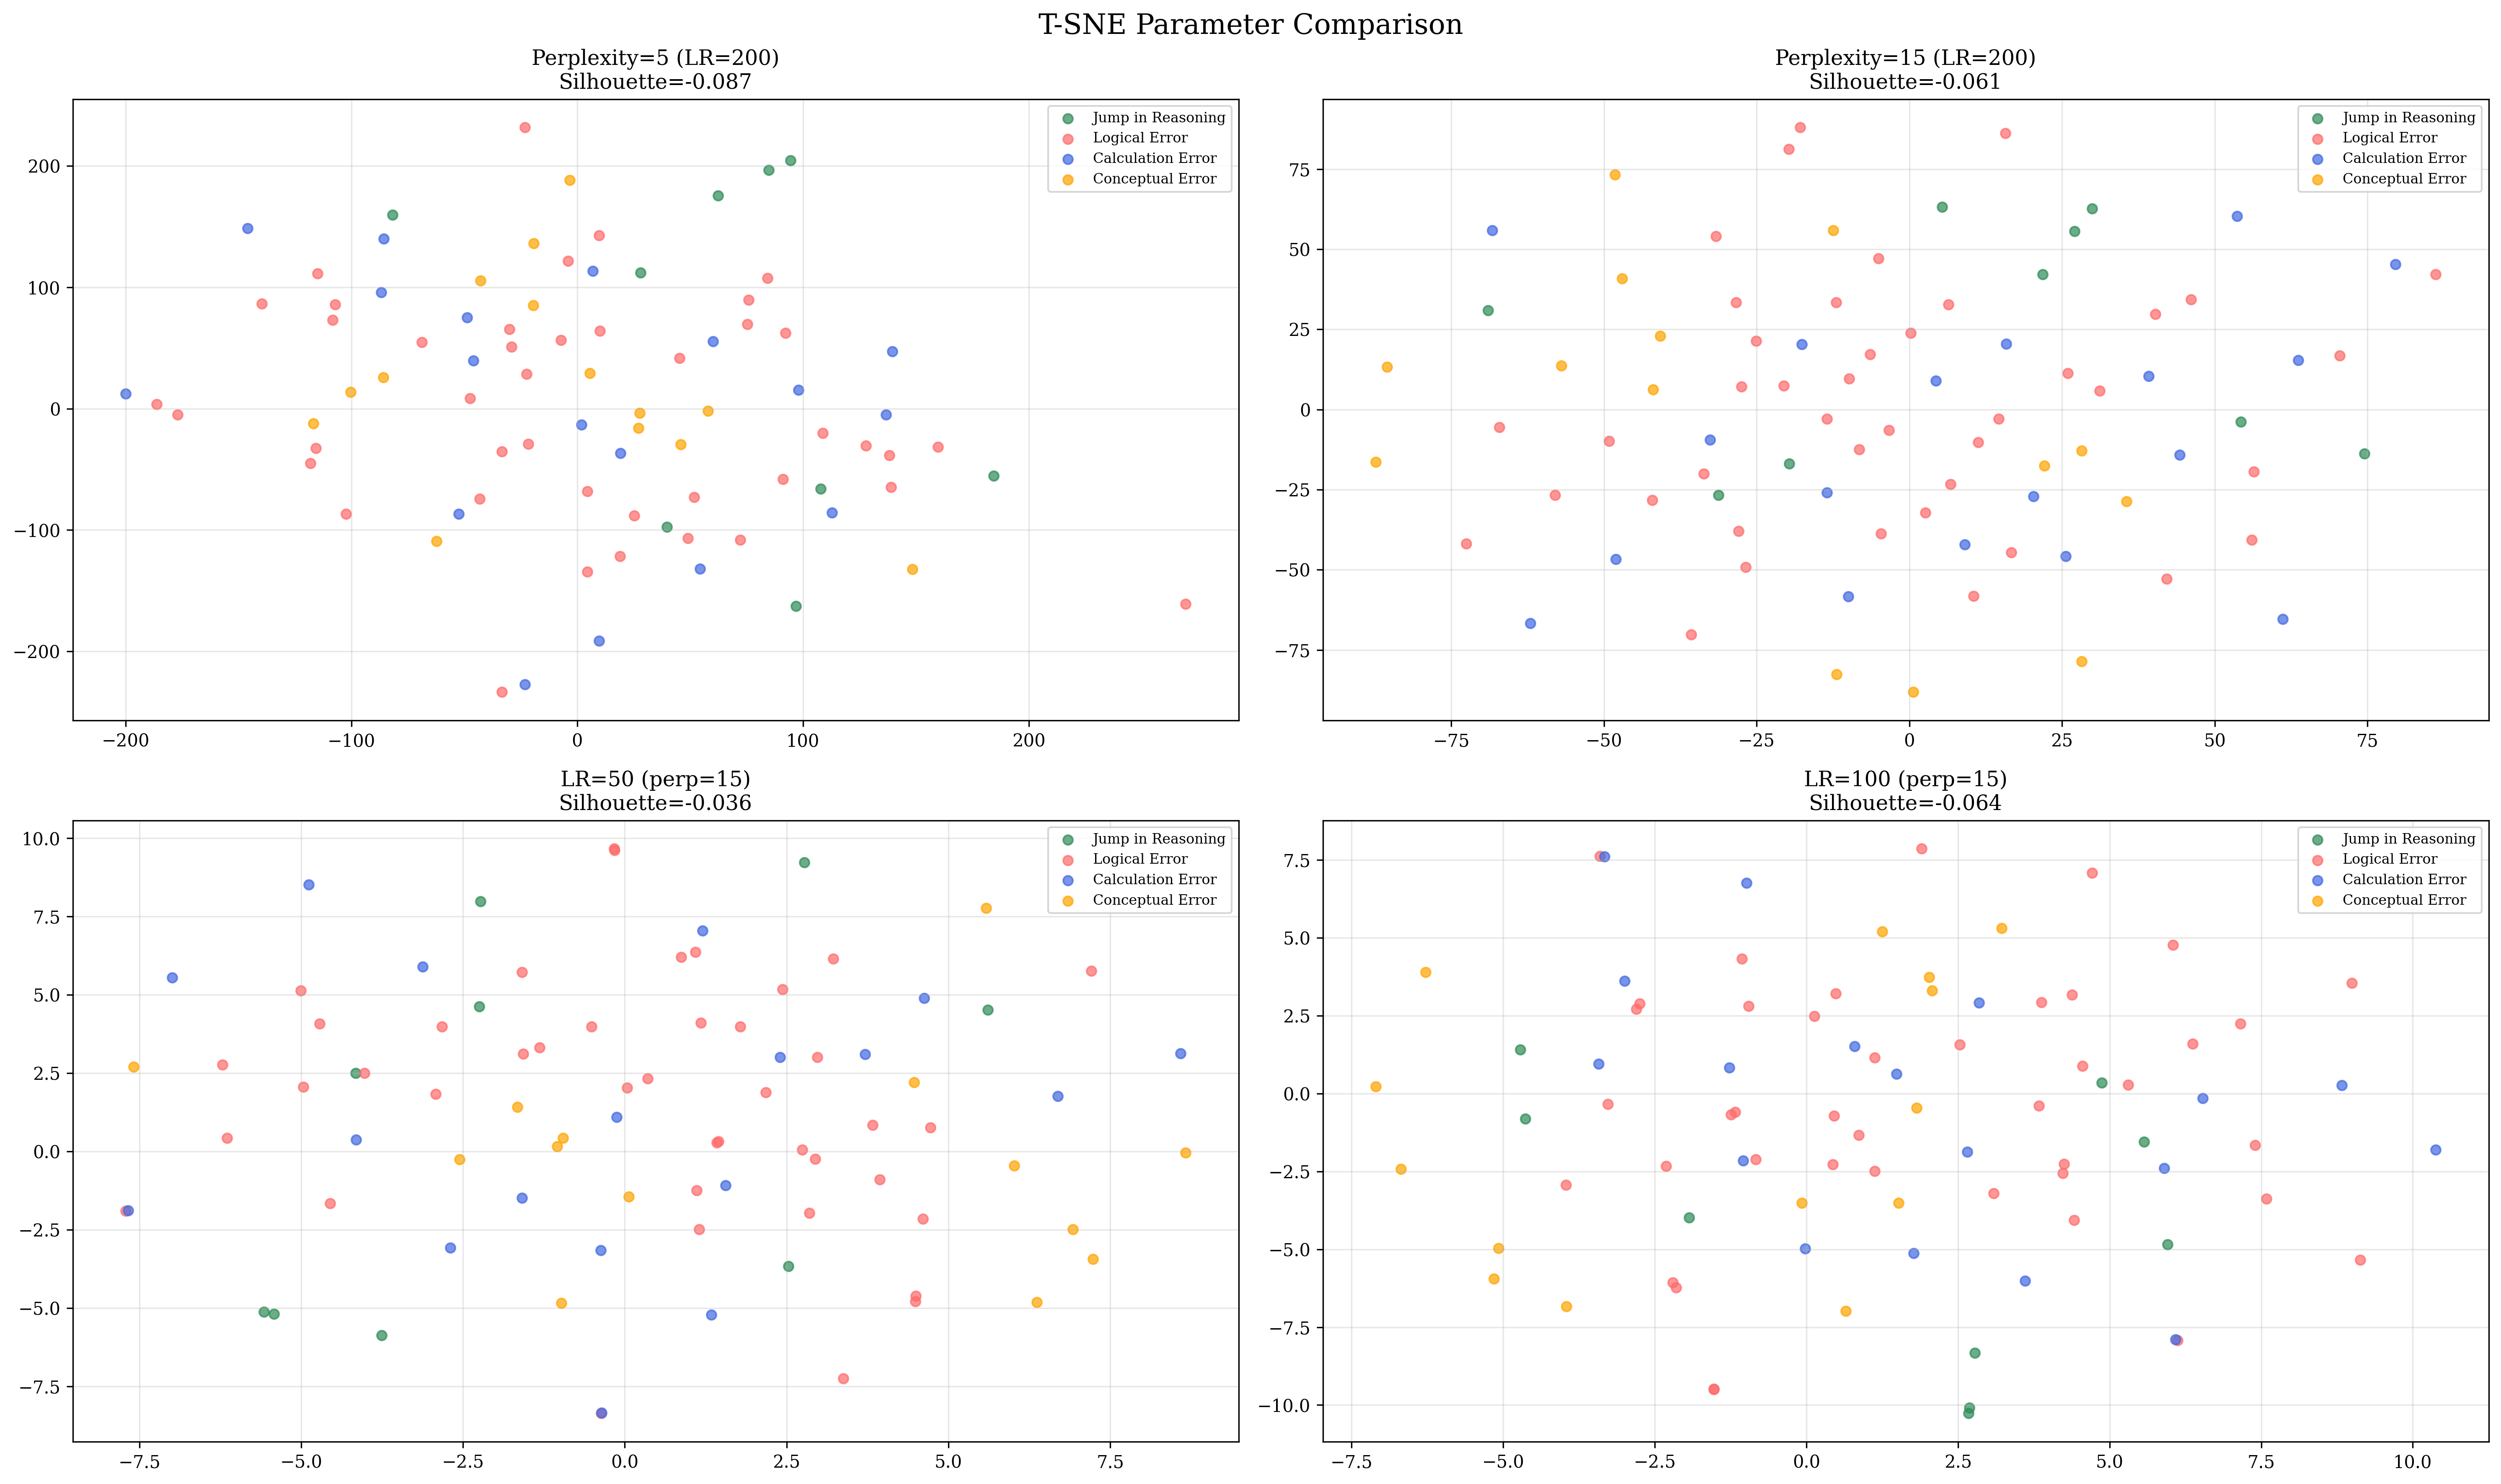 T-SNE Parameter Comparison
Perplexity=5 (LR=200)
Silhouette=-0.087
Jump in Reasoning
Logical Error
Calculation Error
Conceptual Error
200
100
0
−100
−200
−200
−100
0
100
200
Perplexity=15 (LR=200)
Silhouette=-0.061
Jump in Reasoning
Logical Error
Calculation Error
Conceptual Error
75
50
25
0
−25
−50
−75
−75
−50
−25
0
25
50
75
LR=50 (perp=15)
Silhouette=-0.036
Jump in Reasoning
Logical Error
Calculation Error
Conceptual Error
10.0
7.5
5.0
2.5
0.0
−2.5
−5.0
−7.5
−7.5
−5.0
−2.5
0.0
2.5
5.0
7.5
LR=100 (perp=15)
Silhouette=-0.064
Jump in Reasoning
Logical Error
Calculation Error
Conceptual Error
7.5
5.0
2.5
0.0
−2.5
−5.0
−7.5
−10.0
−7.5
−5.0
−2.5
0.0
2.5
5.0
7.5
10.0